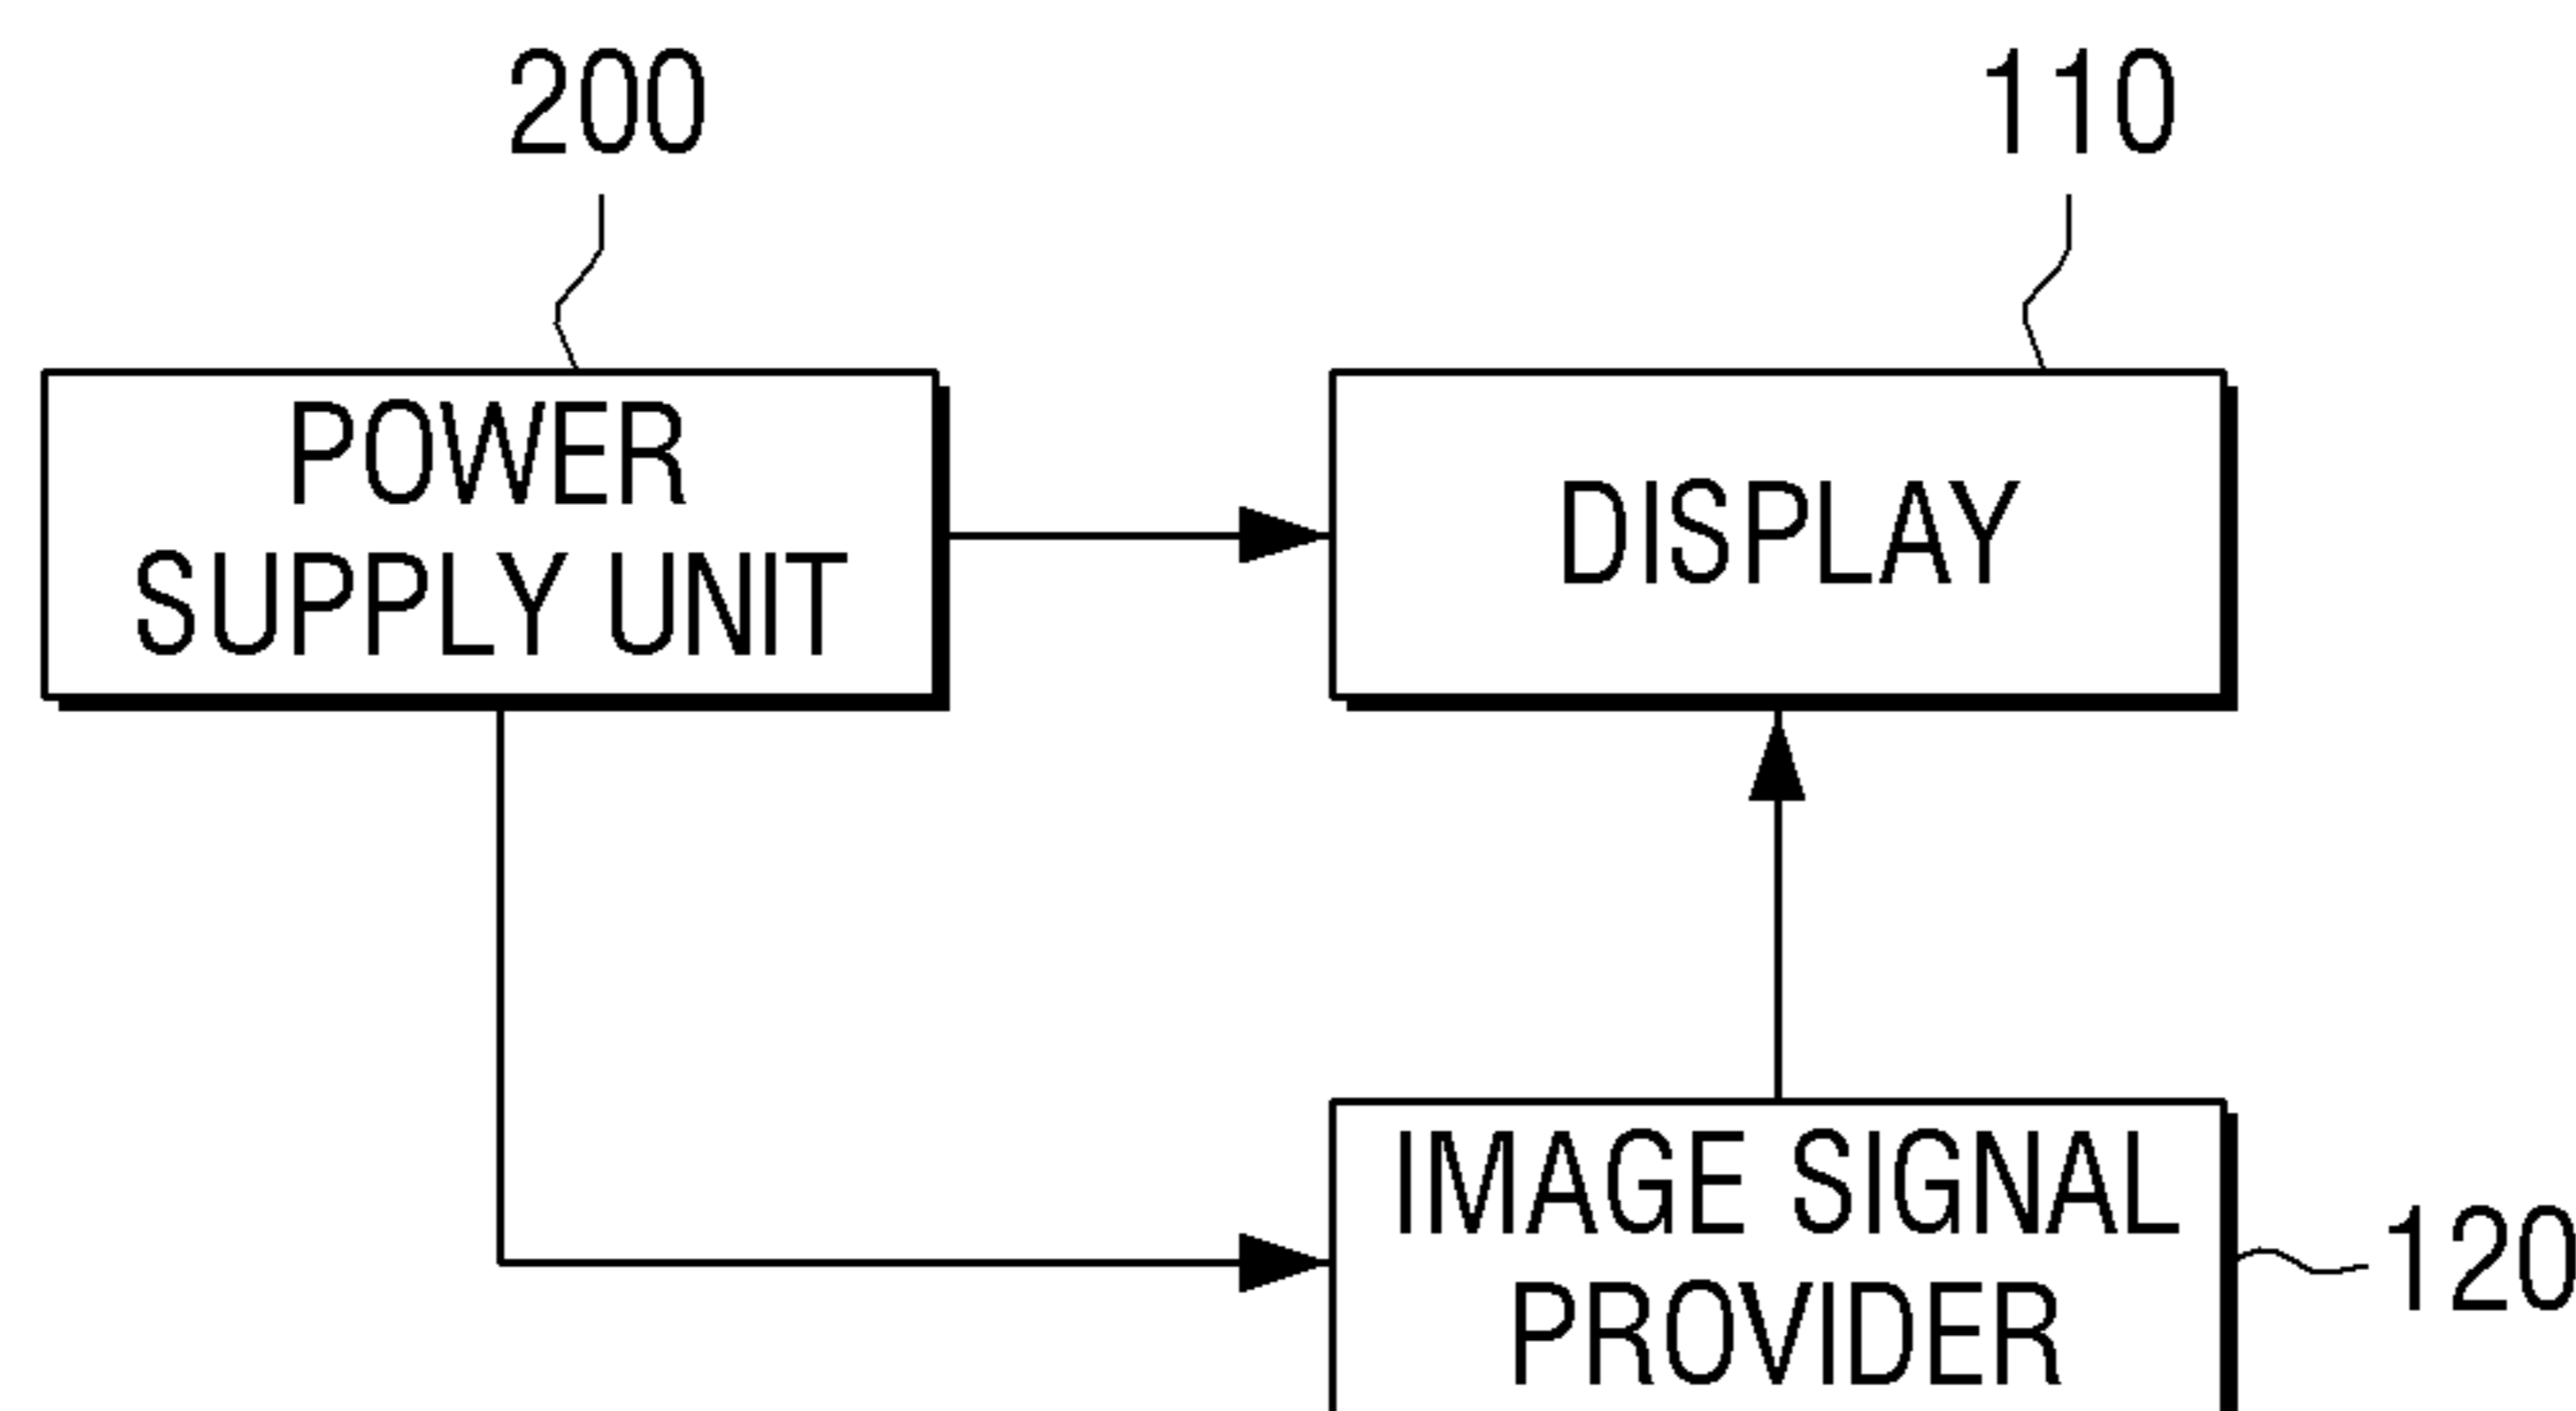 200
110
POWER
SUPPLY UNIT
DISPLAY
IMAGE SIGNAL
PROVIDER
120